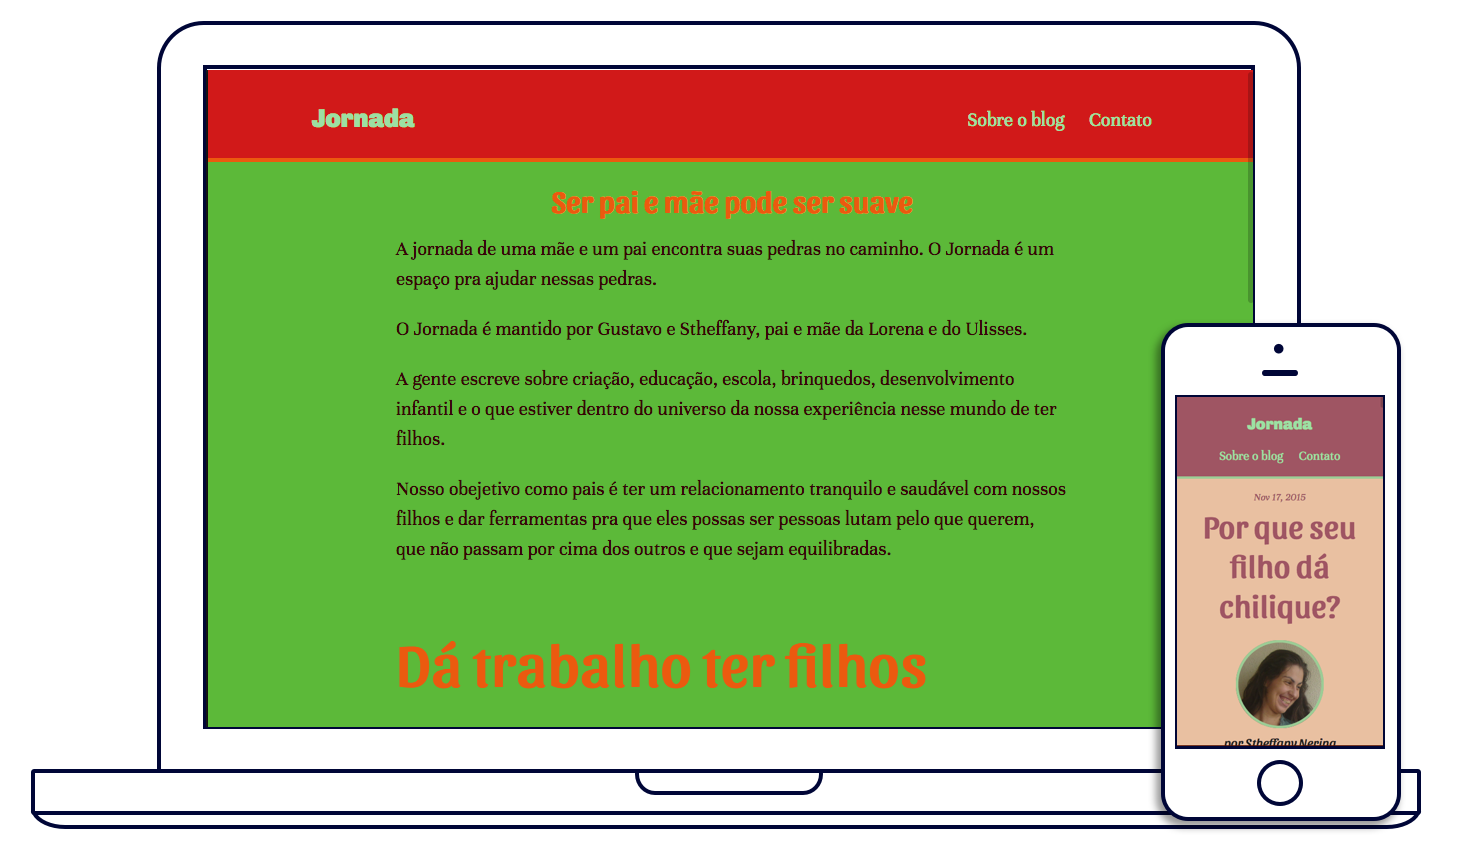 Jornada
Sobre o blog Contato
Ser pai e mãe pode ser suave
A jornada de uma mãe e um pai encontra suas pedras no caminho. O Jornada é um
espaço pra ajudar nessas pedras.
O Jornada é mantido por Gustavo e Stheffany, pai e mãe da Lorena e do Ulisses.
A gente escreve sobre criação, educação, escola, brinquedos, desenvolvimento
infantil e o que estiver dentro do universo da nossa experiência nesse mundo de ter
filhos.
Nosso obejetivo como pais é ter um relacionamento tranquilo e saudável com nossos
filhos e dar ferramentas pra que eles possas ser pessoas lutam pelo que querem,
que não passam por cima dos outros e que sejam equilibradas.
Dá trabalho ter filhos
Jornada
Sobre o blog Contato
Nov 17, 2015
Por que seu
filho dá
chilique?
por Stheffany Nering